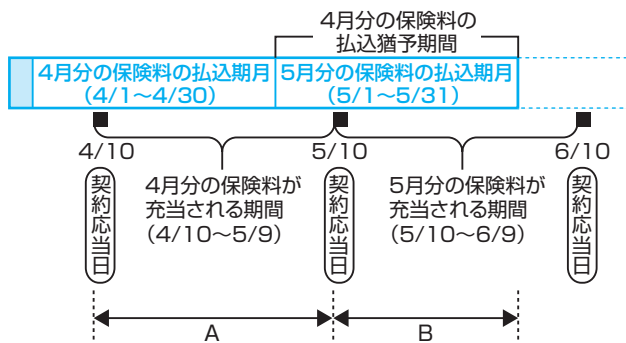 4月分の保険料の
払込猶予期間
4月分の保険料の払込期月
(4/1～4/30)
5月分の保険料の払込期月
(5/1～5/31)
4/10
5/10
6/10
契約応当日
4月分の保険料が
充当される期間
(4/10～5/9)
契約応当日
5月分の保険料が
充当される期間
(5/10～6/9)
契約応当日
A
B